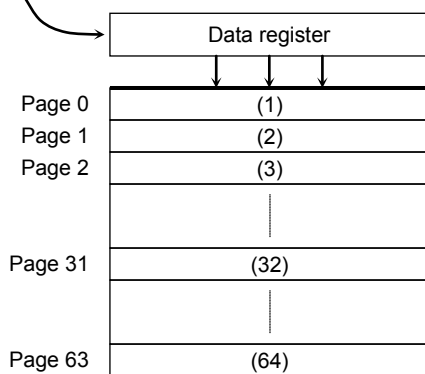 Data register
Page 0 (1)
Page 1 (2)
Page 2 (3)
Page 31 (32)
Page 63 (64)